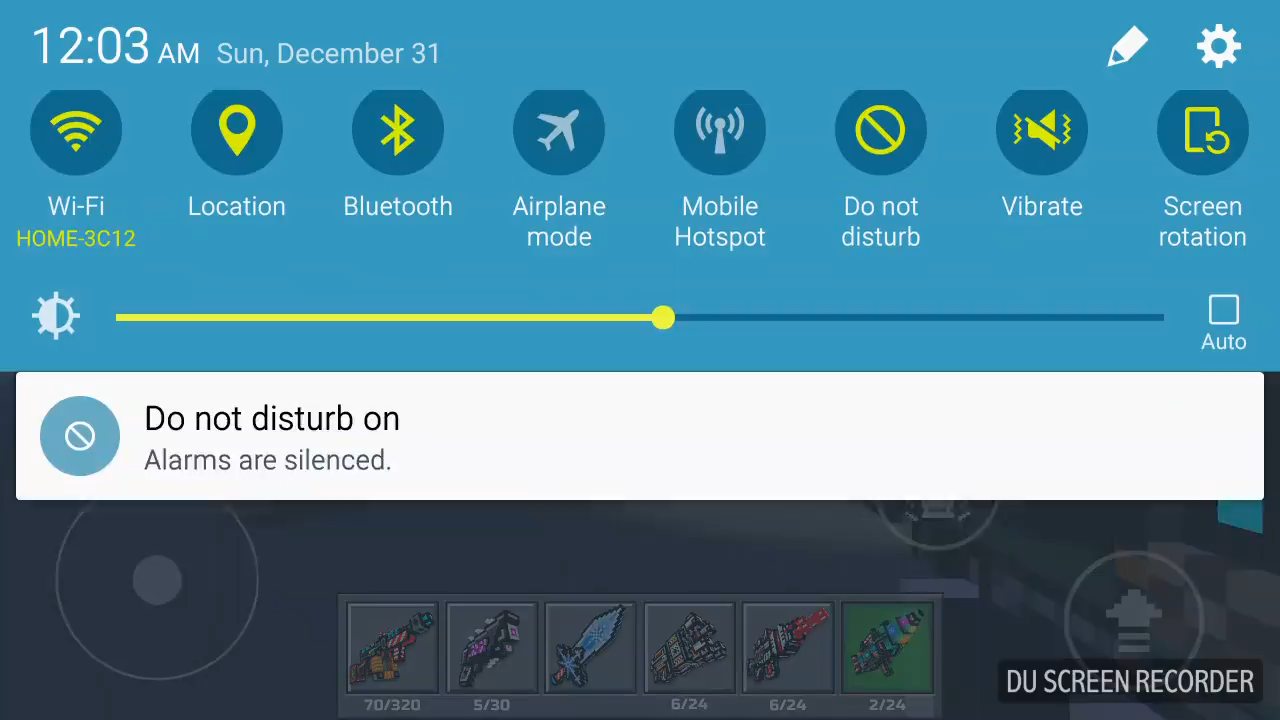 12:03 AM Sun, December 31
Wi-Fi Location Bluetooth Airplane mode Mobile Hotspot Do not disturb Vibrate Screen rotation
HOME-3C12
Auto
Do not disturb on
Alarms are silenced.
70/320 5/30 6/24 6/24 2/24
DU SCREEN RECORDER